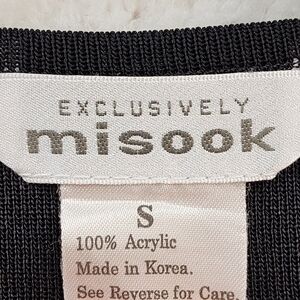 EXCLUSIVELY
misook
S
100% Acrylic
Made in Korea.
See Reverse for Care.